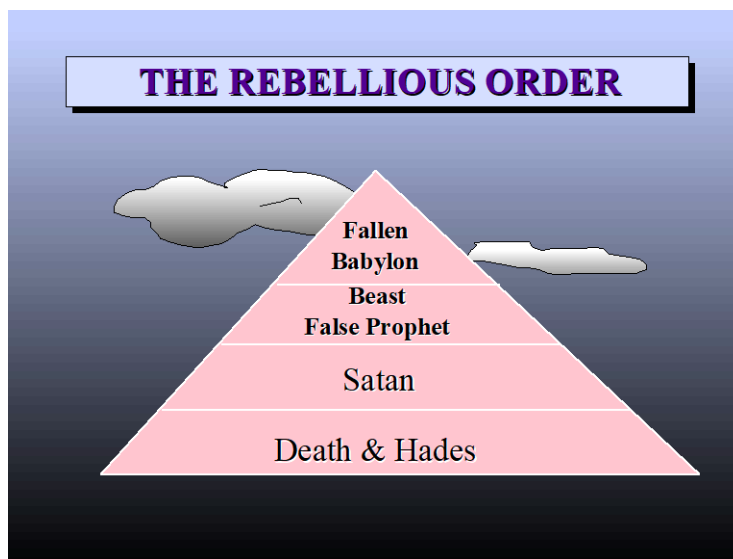 THE REBELLIOUS ORDER
Fallen
Babylon
Beast
False Prophet
Satan
Death & Hades